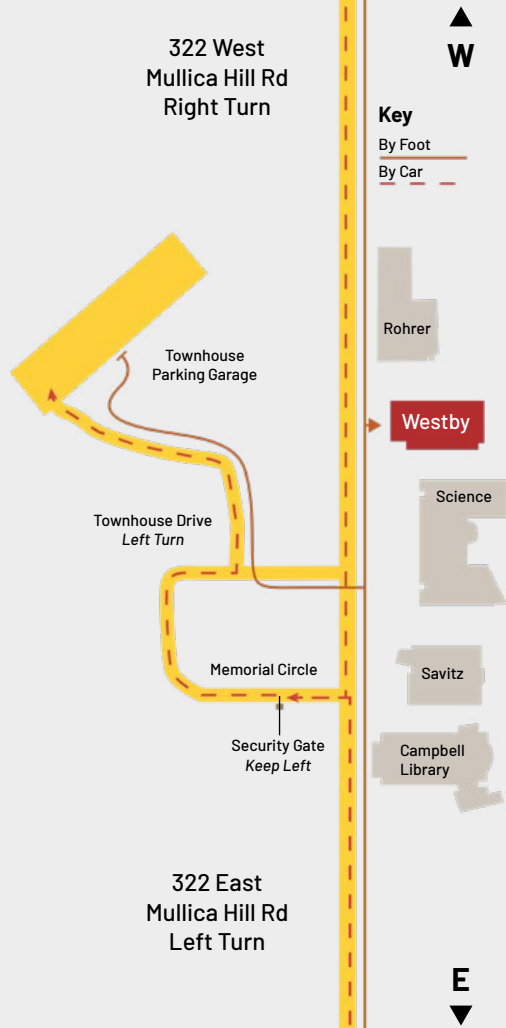 322 West
Mullica Hill Rd
Right Turn
W
Key
By Foot
By Car
Rohrer
Townhouse
Parking Garage
Westby
Science
Townhouse Drive
Left Turn
Memorial Circle
Savitz
Security Gate
Keep Left
Campbell
Library
322 East
Mullica Hill Rd
Left Turn
E